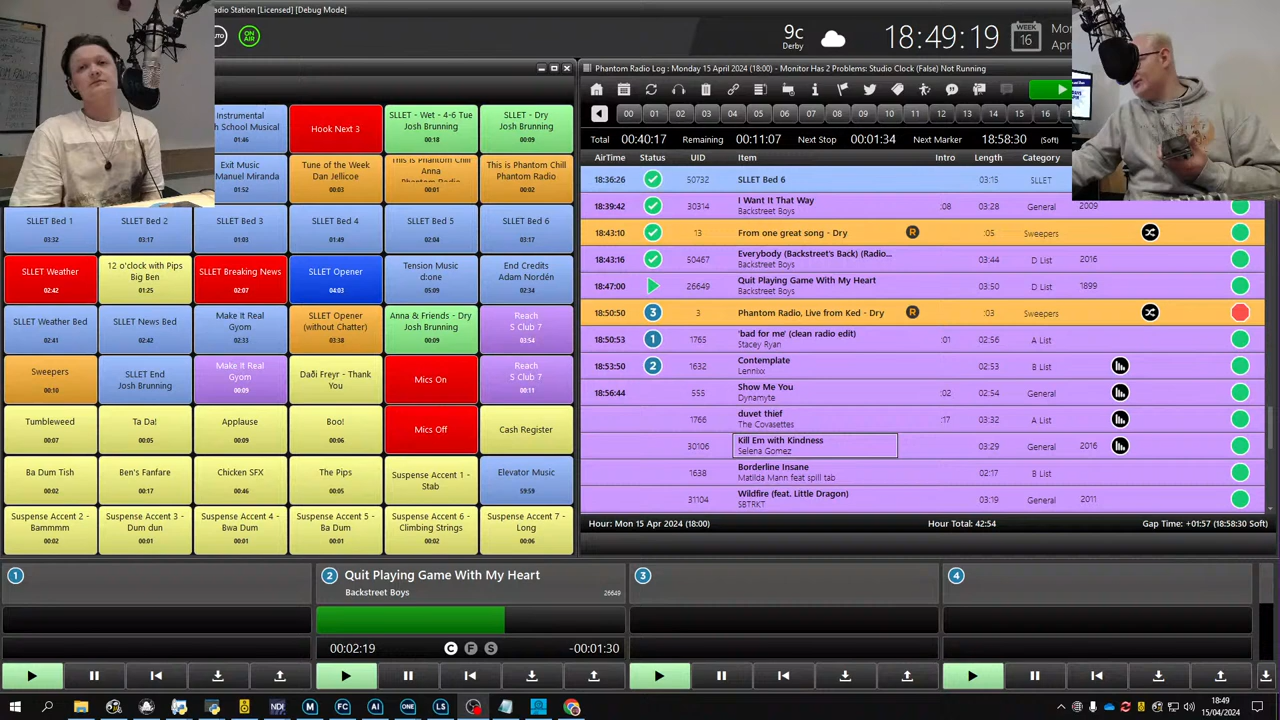 adio Station [Licensed] [Debug Mode]
AUTO
ON AIR
9c
Derby
18:49:19
WEEK
16
Mon
April
Phantom Radio Log : Monday 15 April 2024 (18:00) - Monitor Has 2 Problems: Studio Clock (False) Not Running
00 01 02 03 04 05 06 07 08 09 10 11 12 13 14 15 16
Total 00:40:17 Remaining 00:11:07 Next Stop 00:01:34 Next Marker 18:58:30 (Soft)
AirTime Status UID Item Intro Length Category
18:36:26 50732 SLLET Bed 6 03:15 SLLET
18:39:42 30314 I Want It That Way :08 03:28 General 2009
Backstreet Boys
18:43:10 13 From one great song - Dry R :05 Sweepers
18:43:16 50467 Everybody (Backstreet's Back) (Radio... 03:44 D List 2016
Backstreet Boys
18:47:00 26649 Quit Playing Game With My Heart 03:50 D List 1899
Backstreet Boys
18:50:50 3 3 Phantom Radio, Live from Ked - Dry R :03 Sweepers
18:50:53 1 1765 'bad for me' (clean radio edit) :01 02:56 A List
Stacey Ryan
18:53:50 2 1632 Contemplate 02:53 B List
Lennixx
18:56:44 555 Show Me You :02 02:54 General
Dynamyte
1766 duvet thief :17 03:32 A List
The Covasettes
30106 Kill Em with Kindness 03:29 General 2016
Selena Gomez
1638 Borderline Insane 02:17 B List
Matilda Mann feat spill tab
31104 Wildfire (feat. Little Dragon) 03:19 General 2011
SBTRKT
Hour: Mon 15 Apr 2024 (18:00) Hour Total: 42:54 Gap Time: +01:57 (18:58:30 Soft)
Instrumental
h School Musical
01:46
Hook Next 3
SLLET - Wet - 4-6 Tue
Josh Brunning
00:18
SLLET - Dry
Josh Brunning
00:09
Exit Music
Manuel Miranda
01:52
Tune of the Week
Dan Jellicoe
00:03
This is Phantom Chill
Anna
Phantom Radio
00:01
This is Phantom Chill
Phantom Radio
00:02
SLLET Bed 1
03:32
SLLET Bed 2
03:17
SLLET Bed 3
01:03
SLLET Bed 4
01:49
SLLET Bed 5
02:04
SLLET Bed 6
03:17
SLLET Weather
02:42
12 o'clock with Pips
Big Ben
01:25
SLLET Breaking News
02:07
SLLET Opener
04:03
Tension Music
d:one
05:09
End Credits
Adam Nordén
02:34
SLLET Weather Bed
02:41
SLLET News Bed
02:42
Make It Real
Gyom
02:33
SLLET Opener
(without Chatter)
03:38
Anna & Friends - Dry
Josh Brunning
00:09
Reach
S Club 7
03:54
Sweepers
00:10
SLLET End
Josh Brunning
Make It Real
Gyom
00:09
Daði Freyr - Thank
You
Mics On
Reach
S Club 7
00:11
Tumbleweed
00:07
Ta Da!
00:05
Applause
00:09
Boo!
00:06
Mics Off
Cash Register
Ba Dum Tish
00:02
Ben's Fanfare
00:17
Chicken SFX
00:46
The Pips
00:05
Suspense Accent 1 -
Stab
Elevator Music
59:59
Suspense Accent 2 -
Bammmm
00:02
Suspense Accent 3 -
Dum dun
00:01
Suspense Accent 4 -
Bwa Dum
00:01
Suspense Accent 5 -
Ba Dum
00:01
Suspense Accent 6 -
Climbing Strings
00:02
Suspense Accent 7 -
Long
00:06
1
2 Quit Playing Game With My Heart
Backstreet Boys 26649
00:02:19 C F S -00:01:30
3
4
NDI M FC AI ONE LS
18:49
15/04/2024